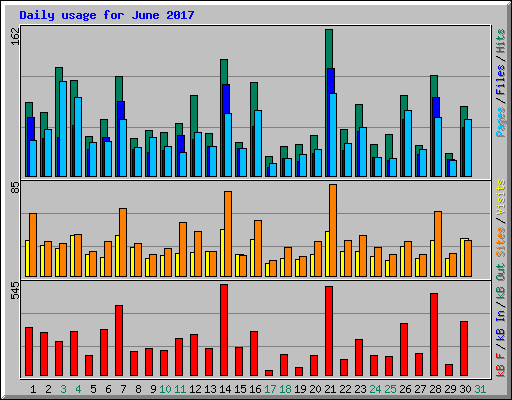 Daily usage for June 2017
162
Pages / Files / Hits
85
Sites / Visits
545
kB F / kB In / kB Out
1 2 3 4 5 6 7 8 9 10 11 12 13 14 15 16 17 18 19 20 21 22 23 24 25 26 27 28 29 30 31